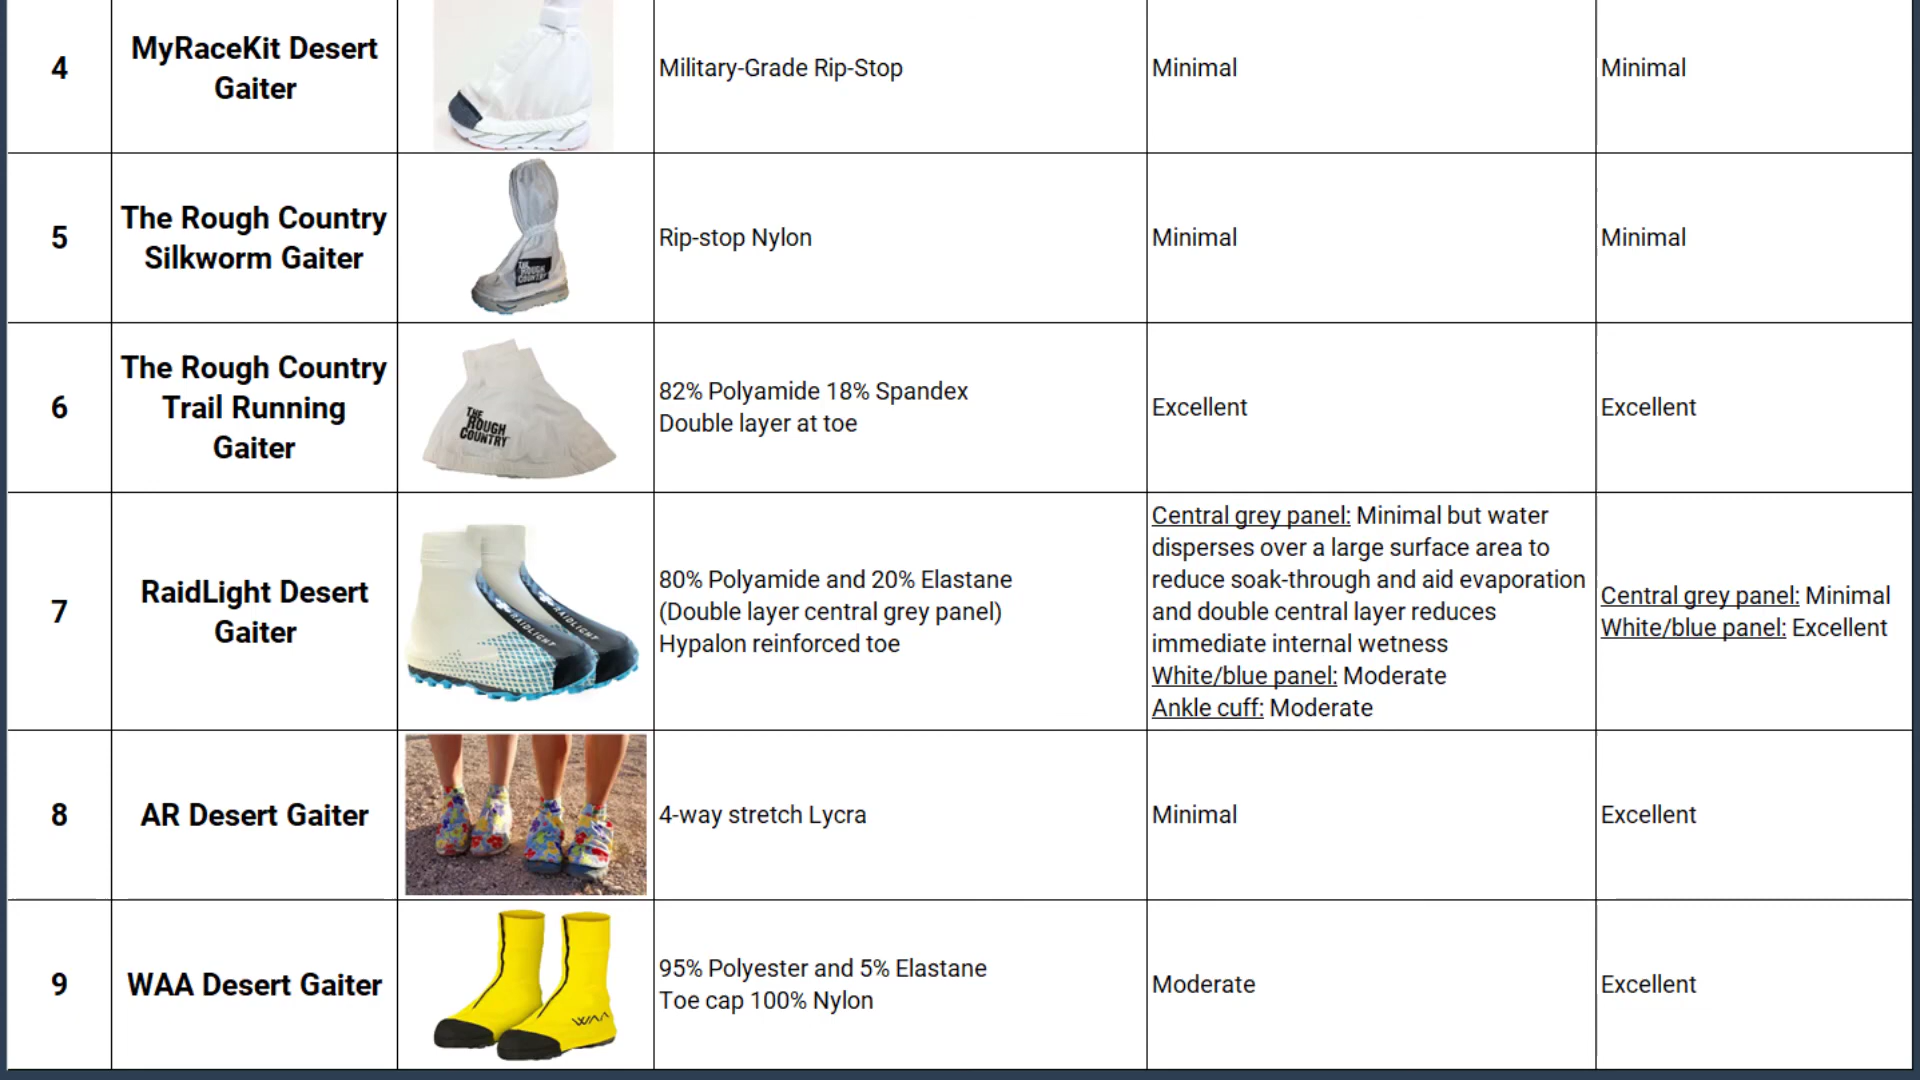 4
MyRaceKit Desert
Gaiter
Military-Grade Rip-Stop
Minimal
Minimal
5
The Rough Country
Silkworm Gaiter
THE
ROUGH
COUNTRY
Rip-stop Nylon
Minimal
Minimal
6
The Rough Country
Trail Running
Gaiter
THE
ROUGH
COUNTRY
82% Polyamide 18% Spandex
Double layer at toe
Excellent
Excellent
7
RaidLight Desert
Gaiter
RAIDLIGHT
RAIDLIGHT
80% Polyamide and 20% Elastane
(Double layer central grey panel)
Hypalon reinforced toe
Central grey panel: Minimal but water
disperses over a large surface area to
reduce soak-through and aid evaporation
and double central layer reduces
immediate internal wetness
White/blue panel: Moderate
Ankle cuff: Moderate
Central grey panel: Minimal
White/blue panel: Excellent
8
AR Desert Gaiter
4-way stretch Lycra
Minimal
Excellent
9
WAA Desert Gaiter
WAA
95% Polyester and 5% Elastane
Toe cap 100% Nylon
Moderate
Excellent